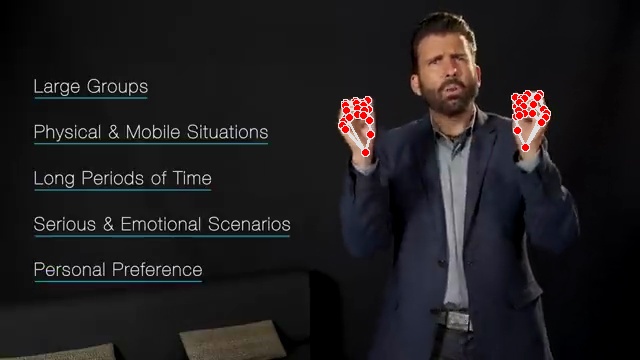 Large Groups
Physical & Mobile Situations
Long Periods of Time
Serious & Emotional Scenarios
Personal Preference